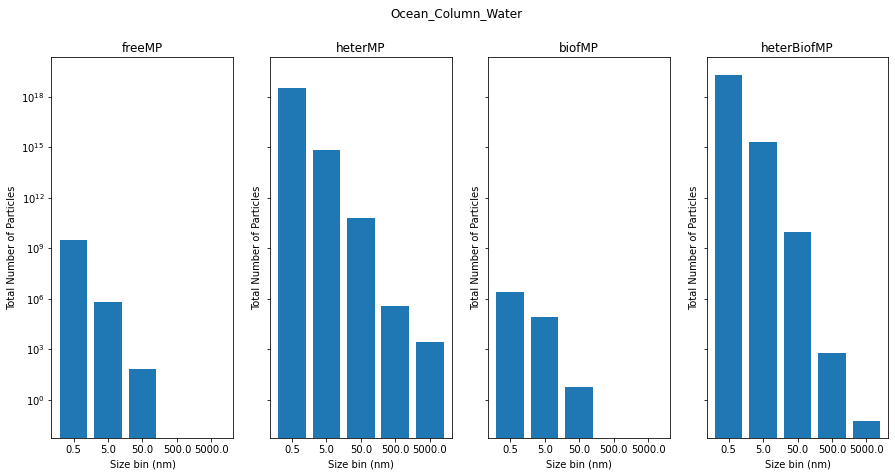 Ocean_Column_Water
freeMP
heterMP
biofMP
heterBiofMP
Total Number of Particles
10^18
10^15
10^12
10^9
10^6
10^3
10^0
0.5 5.0 50.0 500.0 5000.0
Size bin (nm)
Total Number of Particles
0.5 5.0 50.0 500.0 5000.0
Size bin (nm)
Total Number of Particles
0.5 5.0 50.0 500.0 5000.0
Size bin (nm)
Total Number of Particles
0.5 5.0 50.0 500.0 5000.0
Size bin (nm)